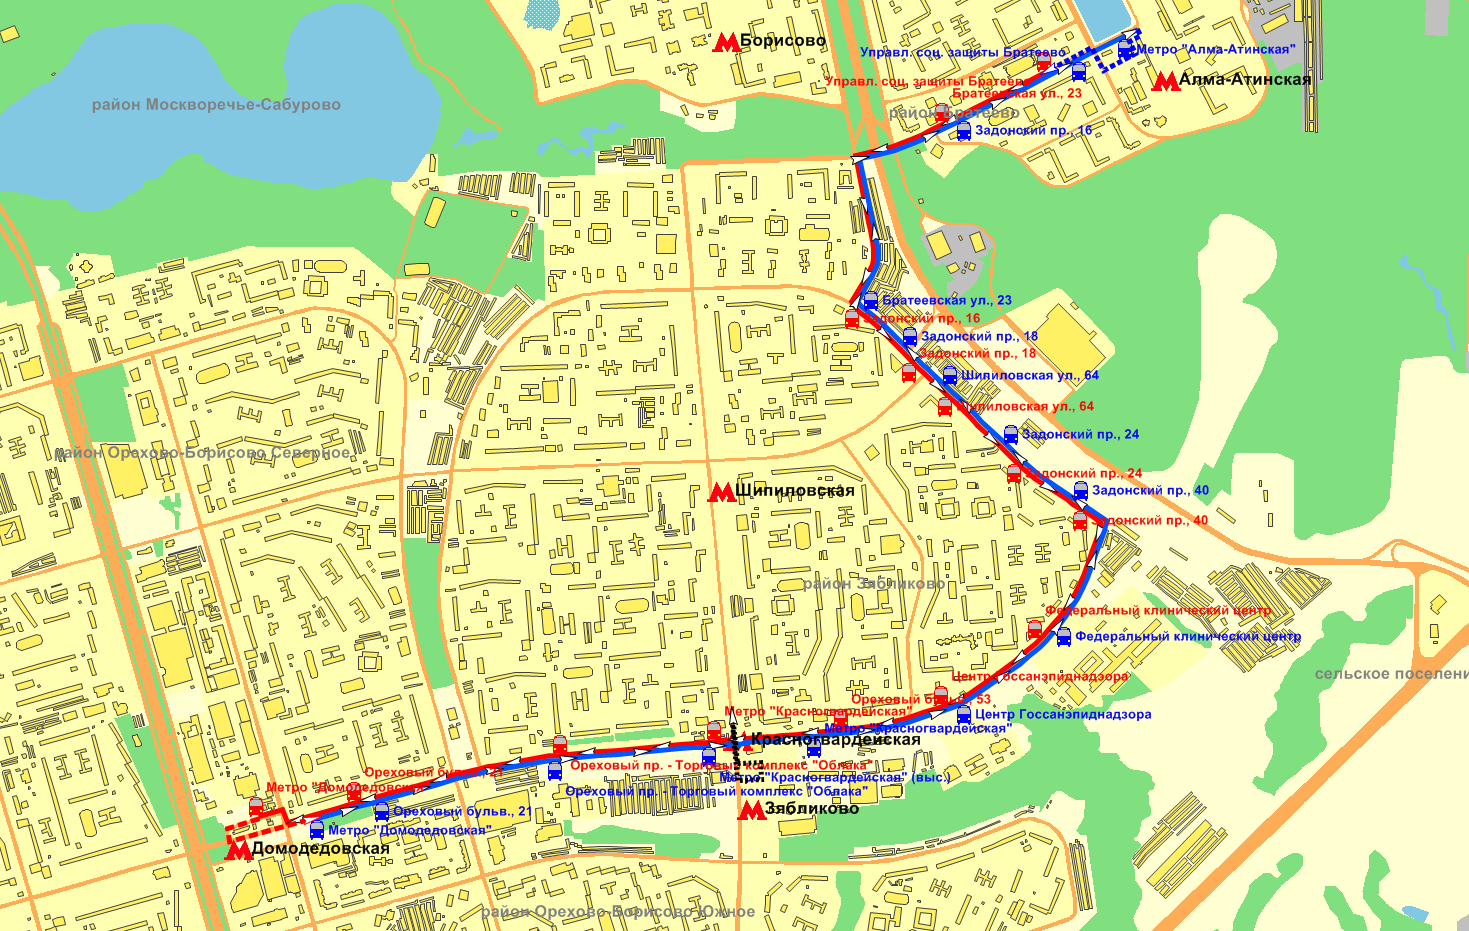 Борисово
Управл. соц. защиты Братеево
Метро "Алма-Атинская"
Управл. соц. защиты Братеев
Алма-Атинская
Братеевская ул., 23
район Москворечье-Сабурово
район Братеево
Задонский пр., 16
Братеевская ул., 23
Задонский пр., 16
Задонский пр., 18
Задонский пр., 18
Шипиловская ул., 64
Шипиловская ул., 64
Задонский пр., 24
район Орехово-Борисово Северное
Задонский пр., 24
Шипиловская
Задонский пр., 40
Задонский пр., 40
район Зябликово
Федеральный клинический центр
Федеральный клинический центр
сельское поселени
Центр Госсанэпиднадзора
Ореховый бульв., 53
Метро "Красногвардейская"
Центр Госсанэпиднадзора
Метро "Красногвардейская"
Красногвардейская
Ореховый пр. - Торговый комплекс "Облака"
Ореховый бульв., 21
Метро "Красногвардейская" (выс.)
Метро "Домодедовская"
Ореховый пр. - Торговый комплекс "Облака"
Зябликово
Ореховый бульв., 21
Метро "Домодедовская"
Домодедовская
район Орехово-Борисово Южное